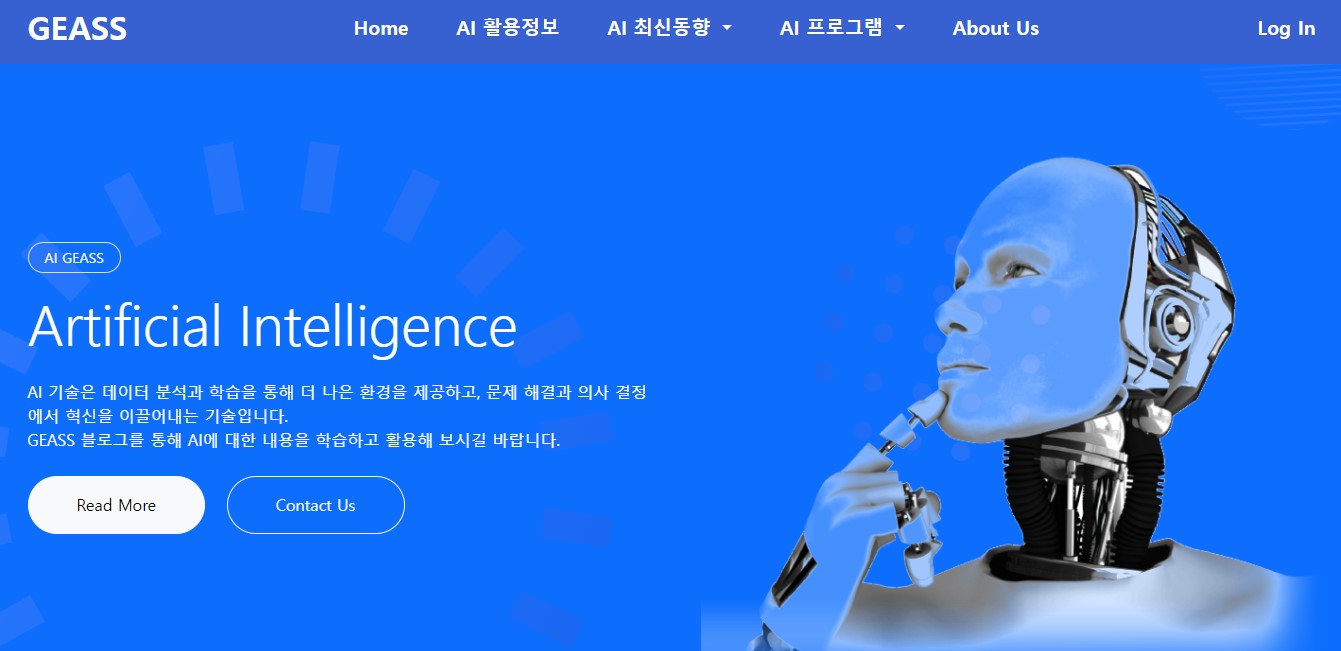 GEASS
Home
AI 활용정보
AI 최신동향
AI 프로그램
About Us
Log In
AI GEASS
Artificial Intelligence
AI 기술은 데이터 분석과 학습을 통해 더 나은 환경을 제공하고, 문제 해결과 의사 결정
에서 혁신을 이끌어내는 기술입니다.
GEASS 블로그를 통해 AI에 대한 내용을 학습하고 활용해 보시길 바랍니다.
Read More
Contact Us